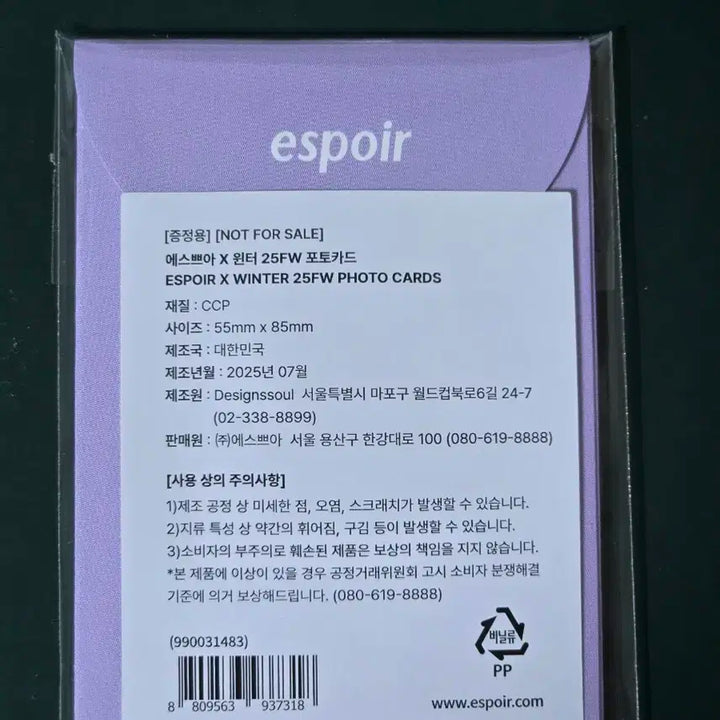 espoir
[증정용] [NOT FOR SALE]
에스쁘아 X 윈터 25FW 포토카드
ESPOIR X WINTER 25FW PHOTO CARDS
재질 : CCP
사이즈 : 55mm x 85mm
제조국 : 대한민국
제조년월 : 2025년 07월
제조원 : Designssoul 서울특별시 마포구 월드컵북로6길 24-7
(02-338-8899)
판매원 : ㈜에스쁘아 서울 용산구 한강대로 100 (080-619-8888)
[사용 상의 주의사항]
1)제조 공정 상 미세한 점, 오염, 스크래치가 발생할 수 있습니다.
2)지류 특성 상 약간의 휘어짐, 구김 등이 발생할 수 있습니다.
3)소비자의 부주의로 훼손된 제품은 보상의 책임을 지지 않습니다.
*본 제품에 이상이 있을 경우 공정거래위원회 고시 소비자 분쟁해결
기준에 의거 보상해드립니다. (080-619-8888)
(990031483)
8 809563 937318
비닐류
PP
www.espoir.com